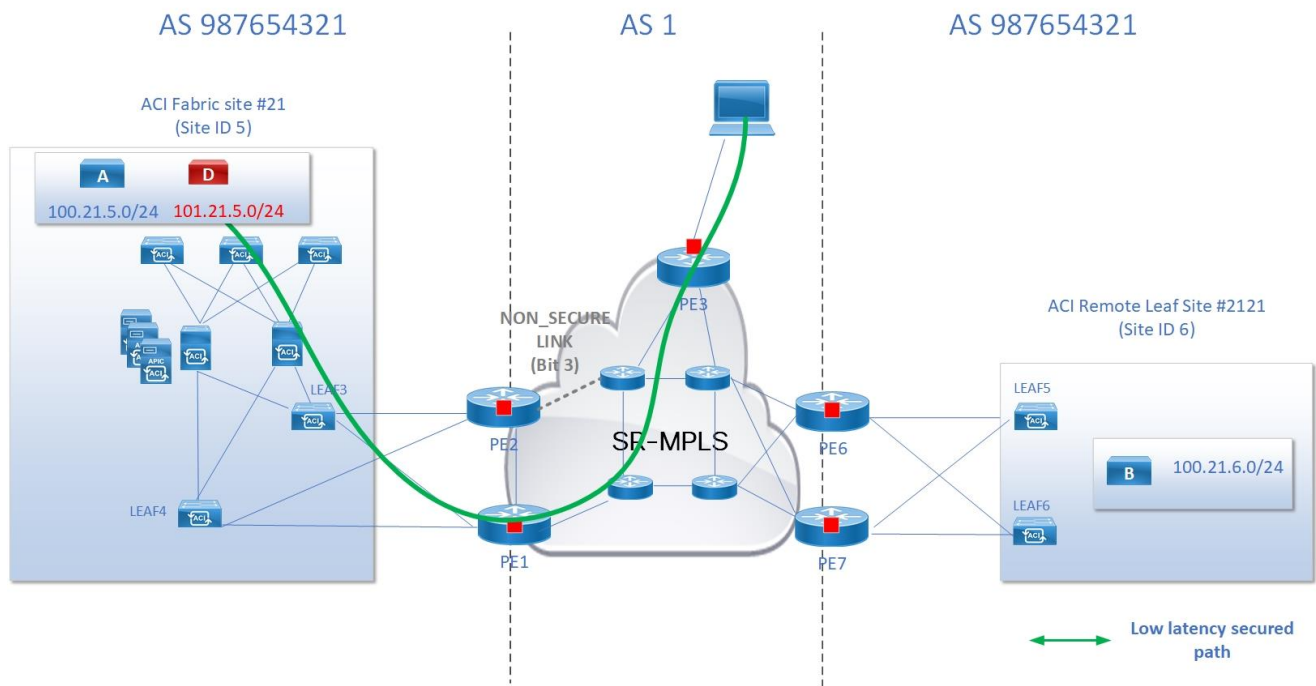 AS 987654321
AS 1
AS 987654321
ACI Fabric site #21
(Site ID 5)
A
D
100.21.5.0/24
101.21.5.0/24
ACI
ACI
ACI
ACI
ACI
APIC
ACI
LEAF3
ACI
LEAF4
ACI
NON_SECURE
LINK
(Bit 3)
PE3
PE2
PE1
SR-MPLS
PE6
PE7
ACI Remote Leaf Site #2121
(Site ID 6)
LEAF5
ACI
B
100.21.6.0/24
LEAF6
ACI
Low latency secured
path